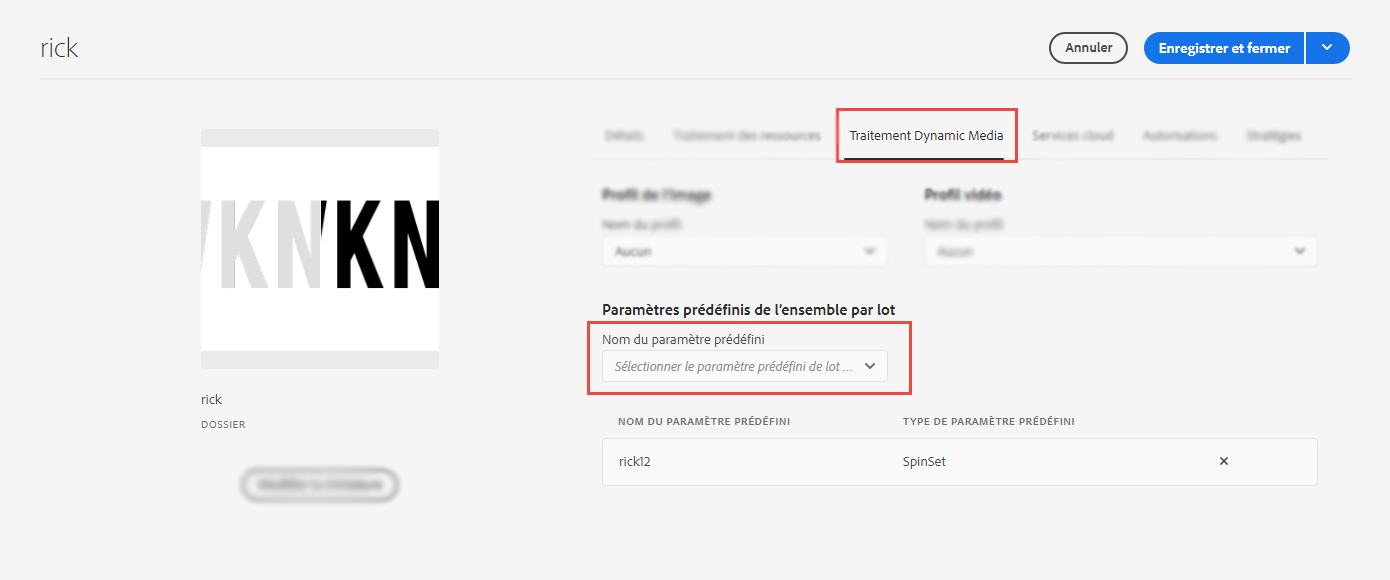 rick
Annuler
Enregistrer et fermer
Détails
Traitement des ressources
Traitement Dynamic Media
Services cloud
Autorisations
Stratégies
KN KN
Profil de l'image
Profil vidéo
Nom du profil
Nom du profil
Aucun
Aucun
Paramètres prédéfinis de l’ensemble par lot
Nom du paramètre prédéfini
Sélectionner le paramètre prédéfini de lot ...
rick
DOSSIER
NOM DU PARAMÈTRE PRÉDÉFINI
TYPE DE PARAMÈTRE PRÉDÉFINI
rick12
SpinSet